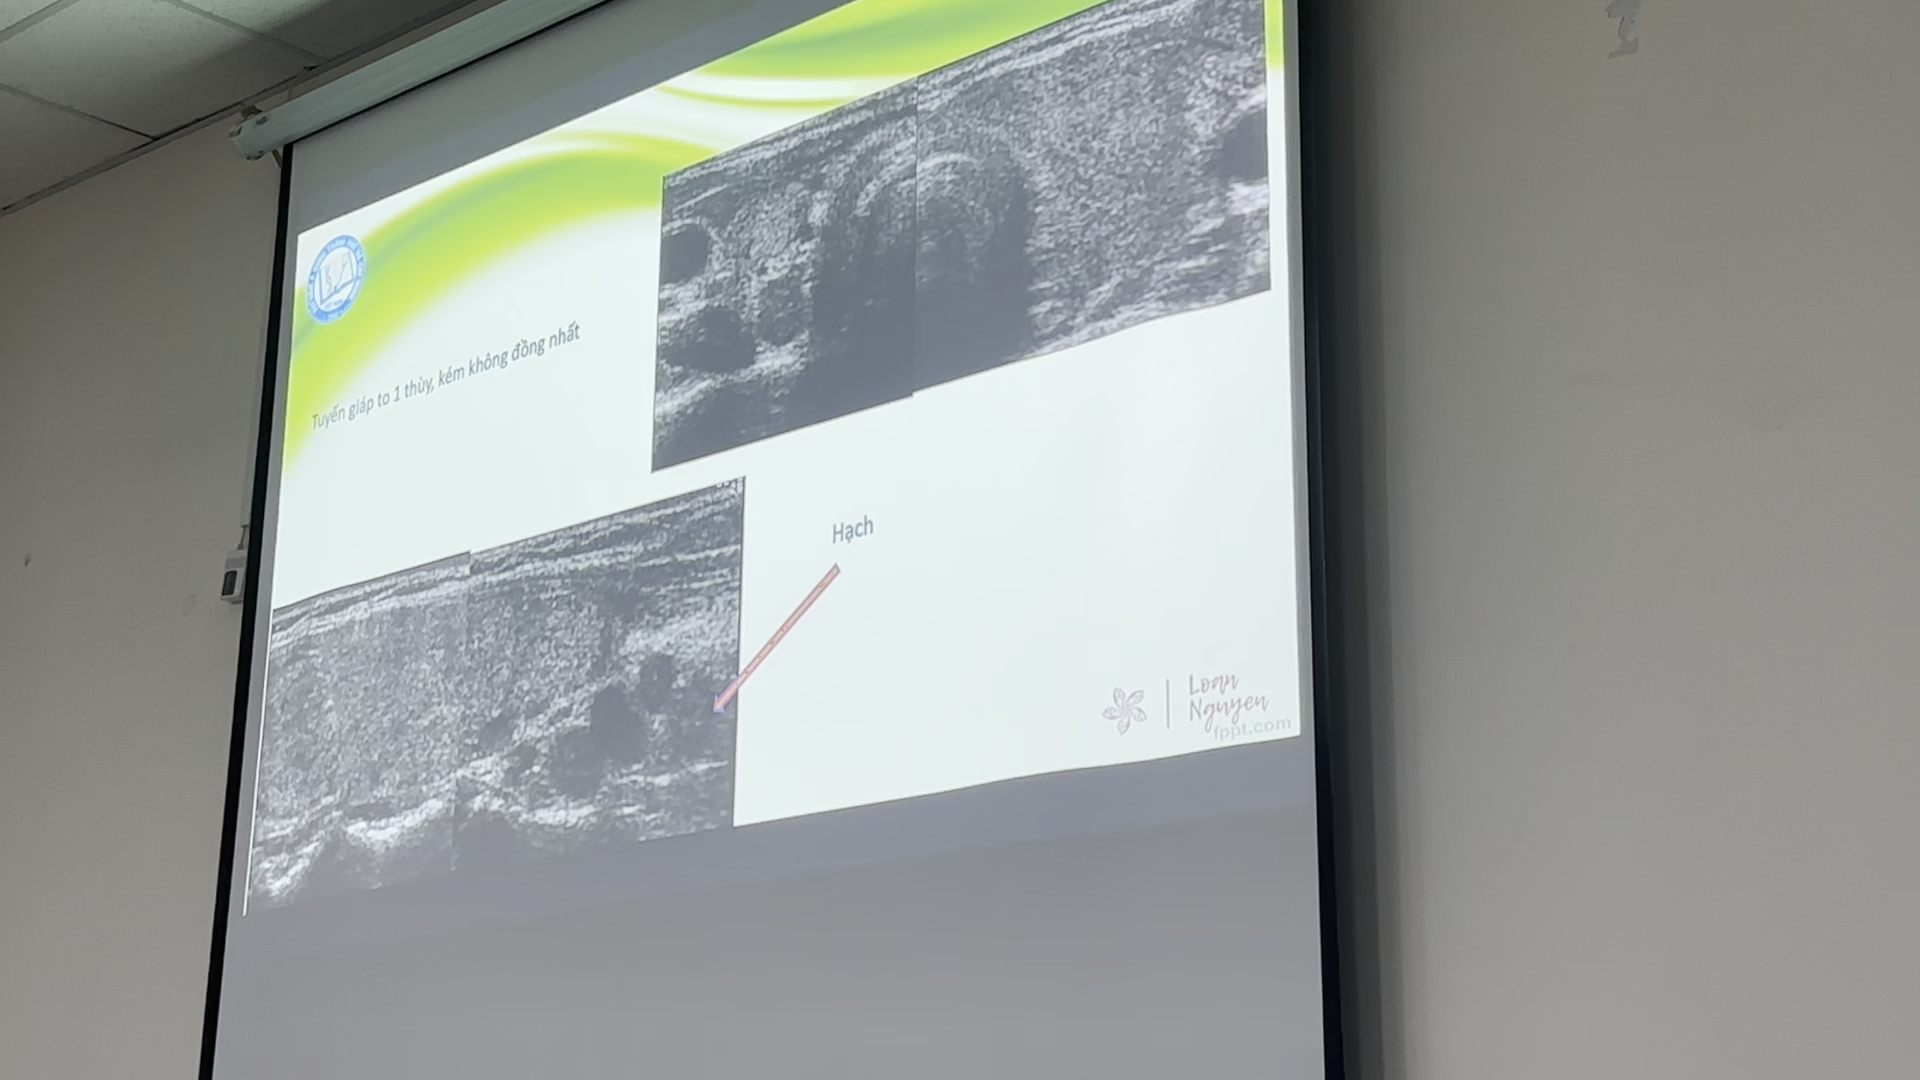 Tuyến giáp to 1 thùy, kém không đồng nhất
Hạch
Loan
Nguyen
fppt.com